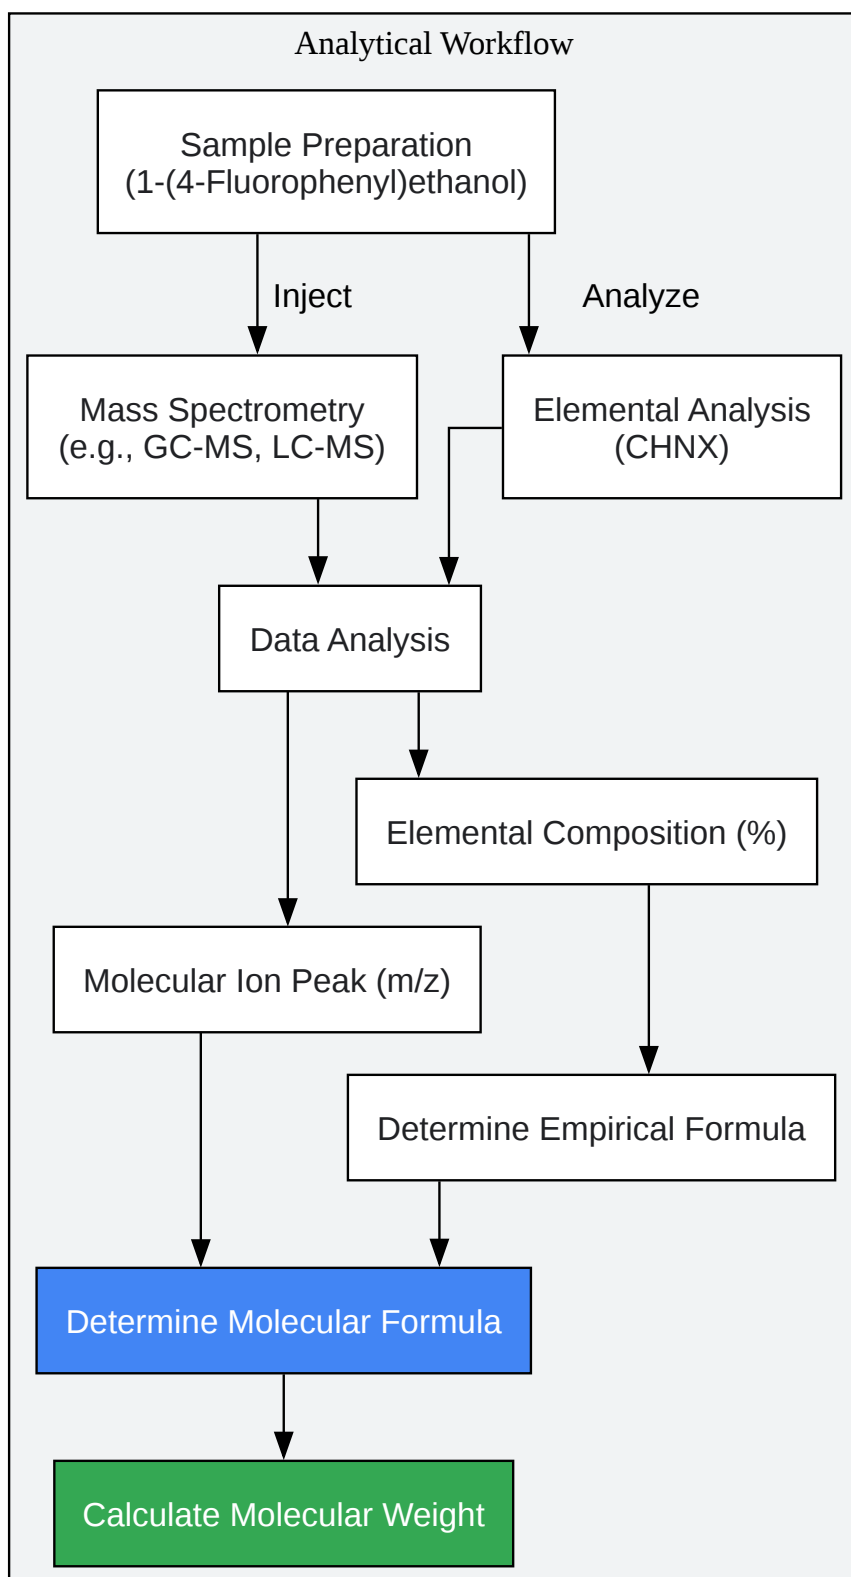 Analytical Workflow
Sample Preparation
(1-(4-Fluorophenyl)ethanol)
Inject
Analyze
Mass Spectrometry
(e.g., GC-MS, LC-MS)
Elemental Analysis
(CHNX)
Data Analysis
Elemental Composition (%)
Molecular Ion Peak (m/z)
Determine Empirical Formula
Determine Molecular Formula
Calculate Molecular Weight